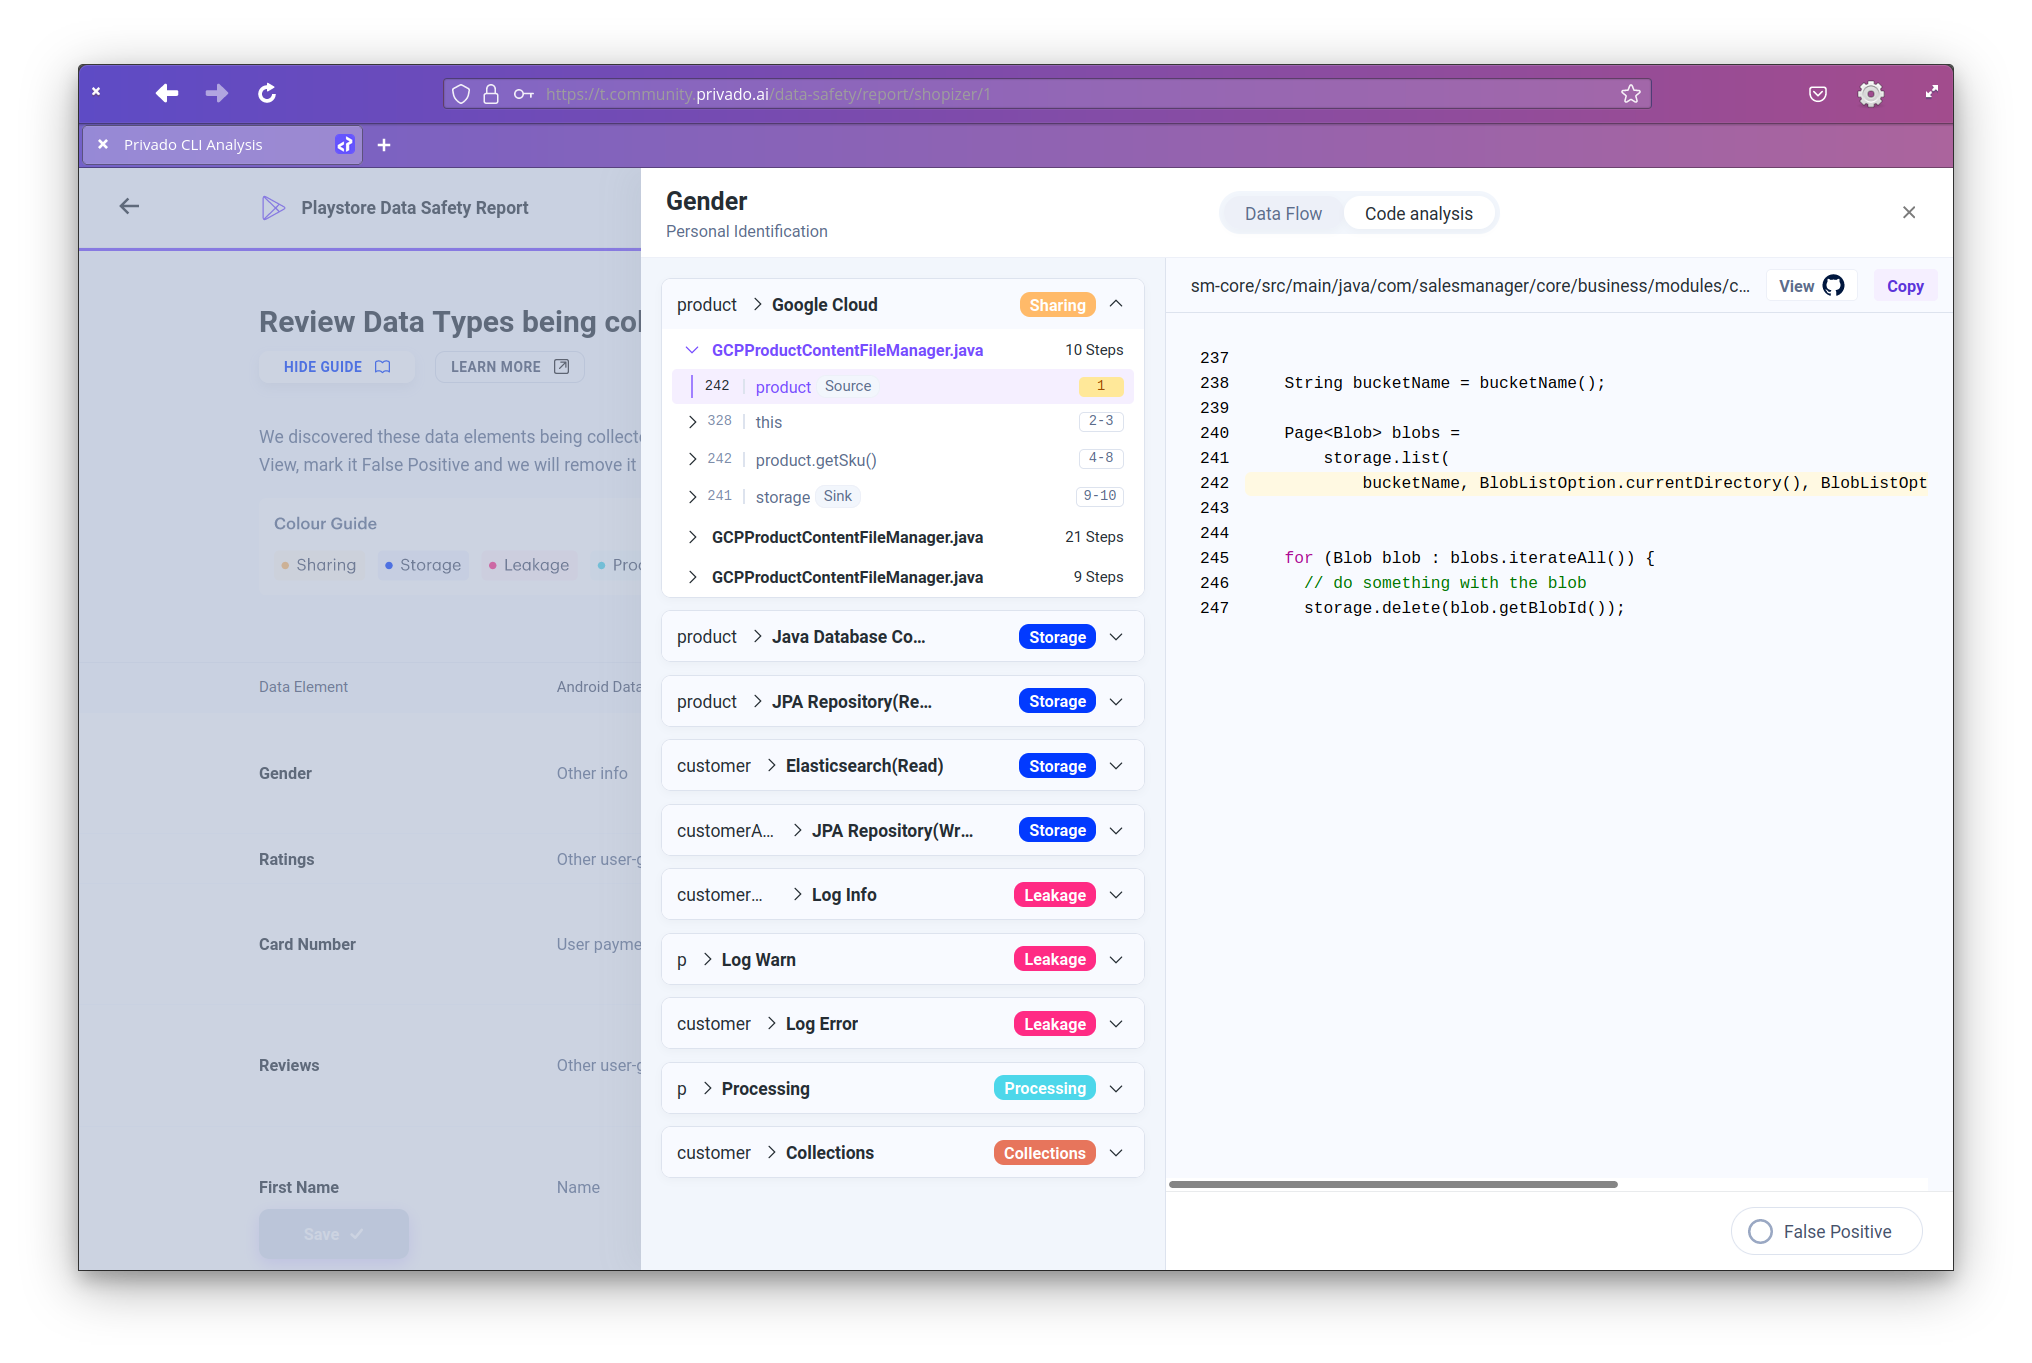 https://t.community.privado.ai/data-safety/report/shopizer/1
Privado CLI Analysis
Playstore Data Safety Report
Review Data Types being col
HIDE GUIDE
LEARN MORE
We discovered these data elements being collecte
View, mark it False Positive and we will remove it
Colour Guide
Sharing
Storage
Leakage
Proc
Data Element
Android Data
Gender
Other info
Ratings
Other user-g
Card Number
User payme
Reviews
Other user-g
First Name
Name
Save
Gender
Personal Identification
Data Flow
Code analysis
product > Google Cloud
Sharing
GCPProductContentFileManager.java
10 Steps
242 | product Source
1
328 | this
2-3
242 | product.getSku()
4-8
241 | storage Sink
9-10
GCPProductContentFileManager.java
21 Steps
GCPProductContentFileManager.java
9 Steps
product > Java Database Co...
Storage
product > JPA Repository(Re...
Storage
customer > Elasticsearch(Read)
Storage
customerA... > JPA Repository(Wr...
Storage
customer... > Log Info
Leakage
p > Log Warn
Leakage
customer > Log Error
Leakage
p > Processing
Processing
customer > Collections
Collections
sm-core/src/main/java/com/salesmanager/core/business/modules/c...
View
Copy
237
238 String bucketName = bucketName();
239
240 Page<Blob> blobs =
241 storage.list(
242 bucketName, BlobListOption.currentDirectory(), BlobListOpt
243
244
245 for (Blob blob : blobs.iterateAll()) {
246 // do something with the blob
247 storage.delete(blob.getBlobId());
False Positive